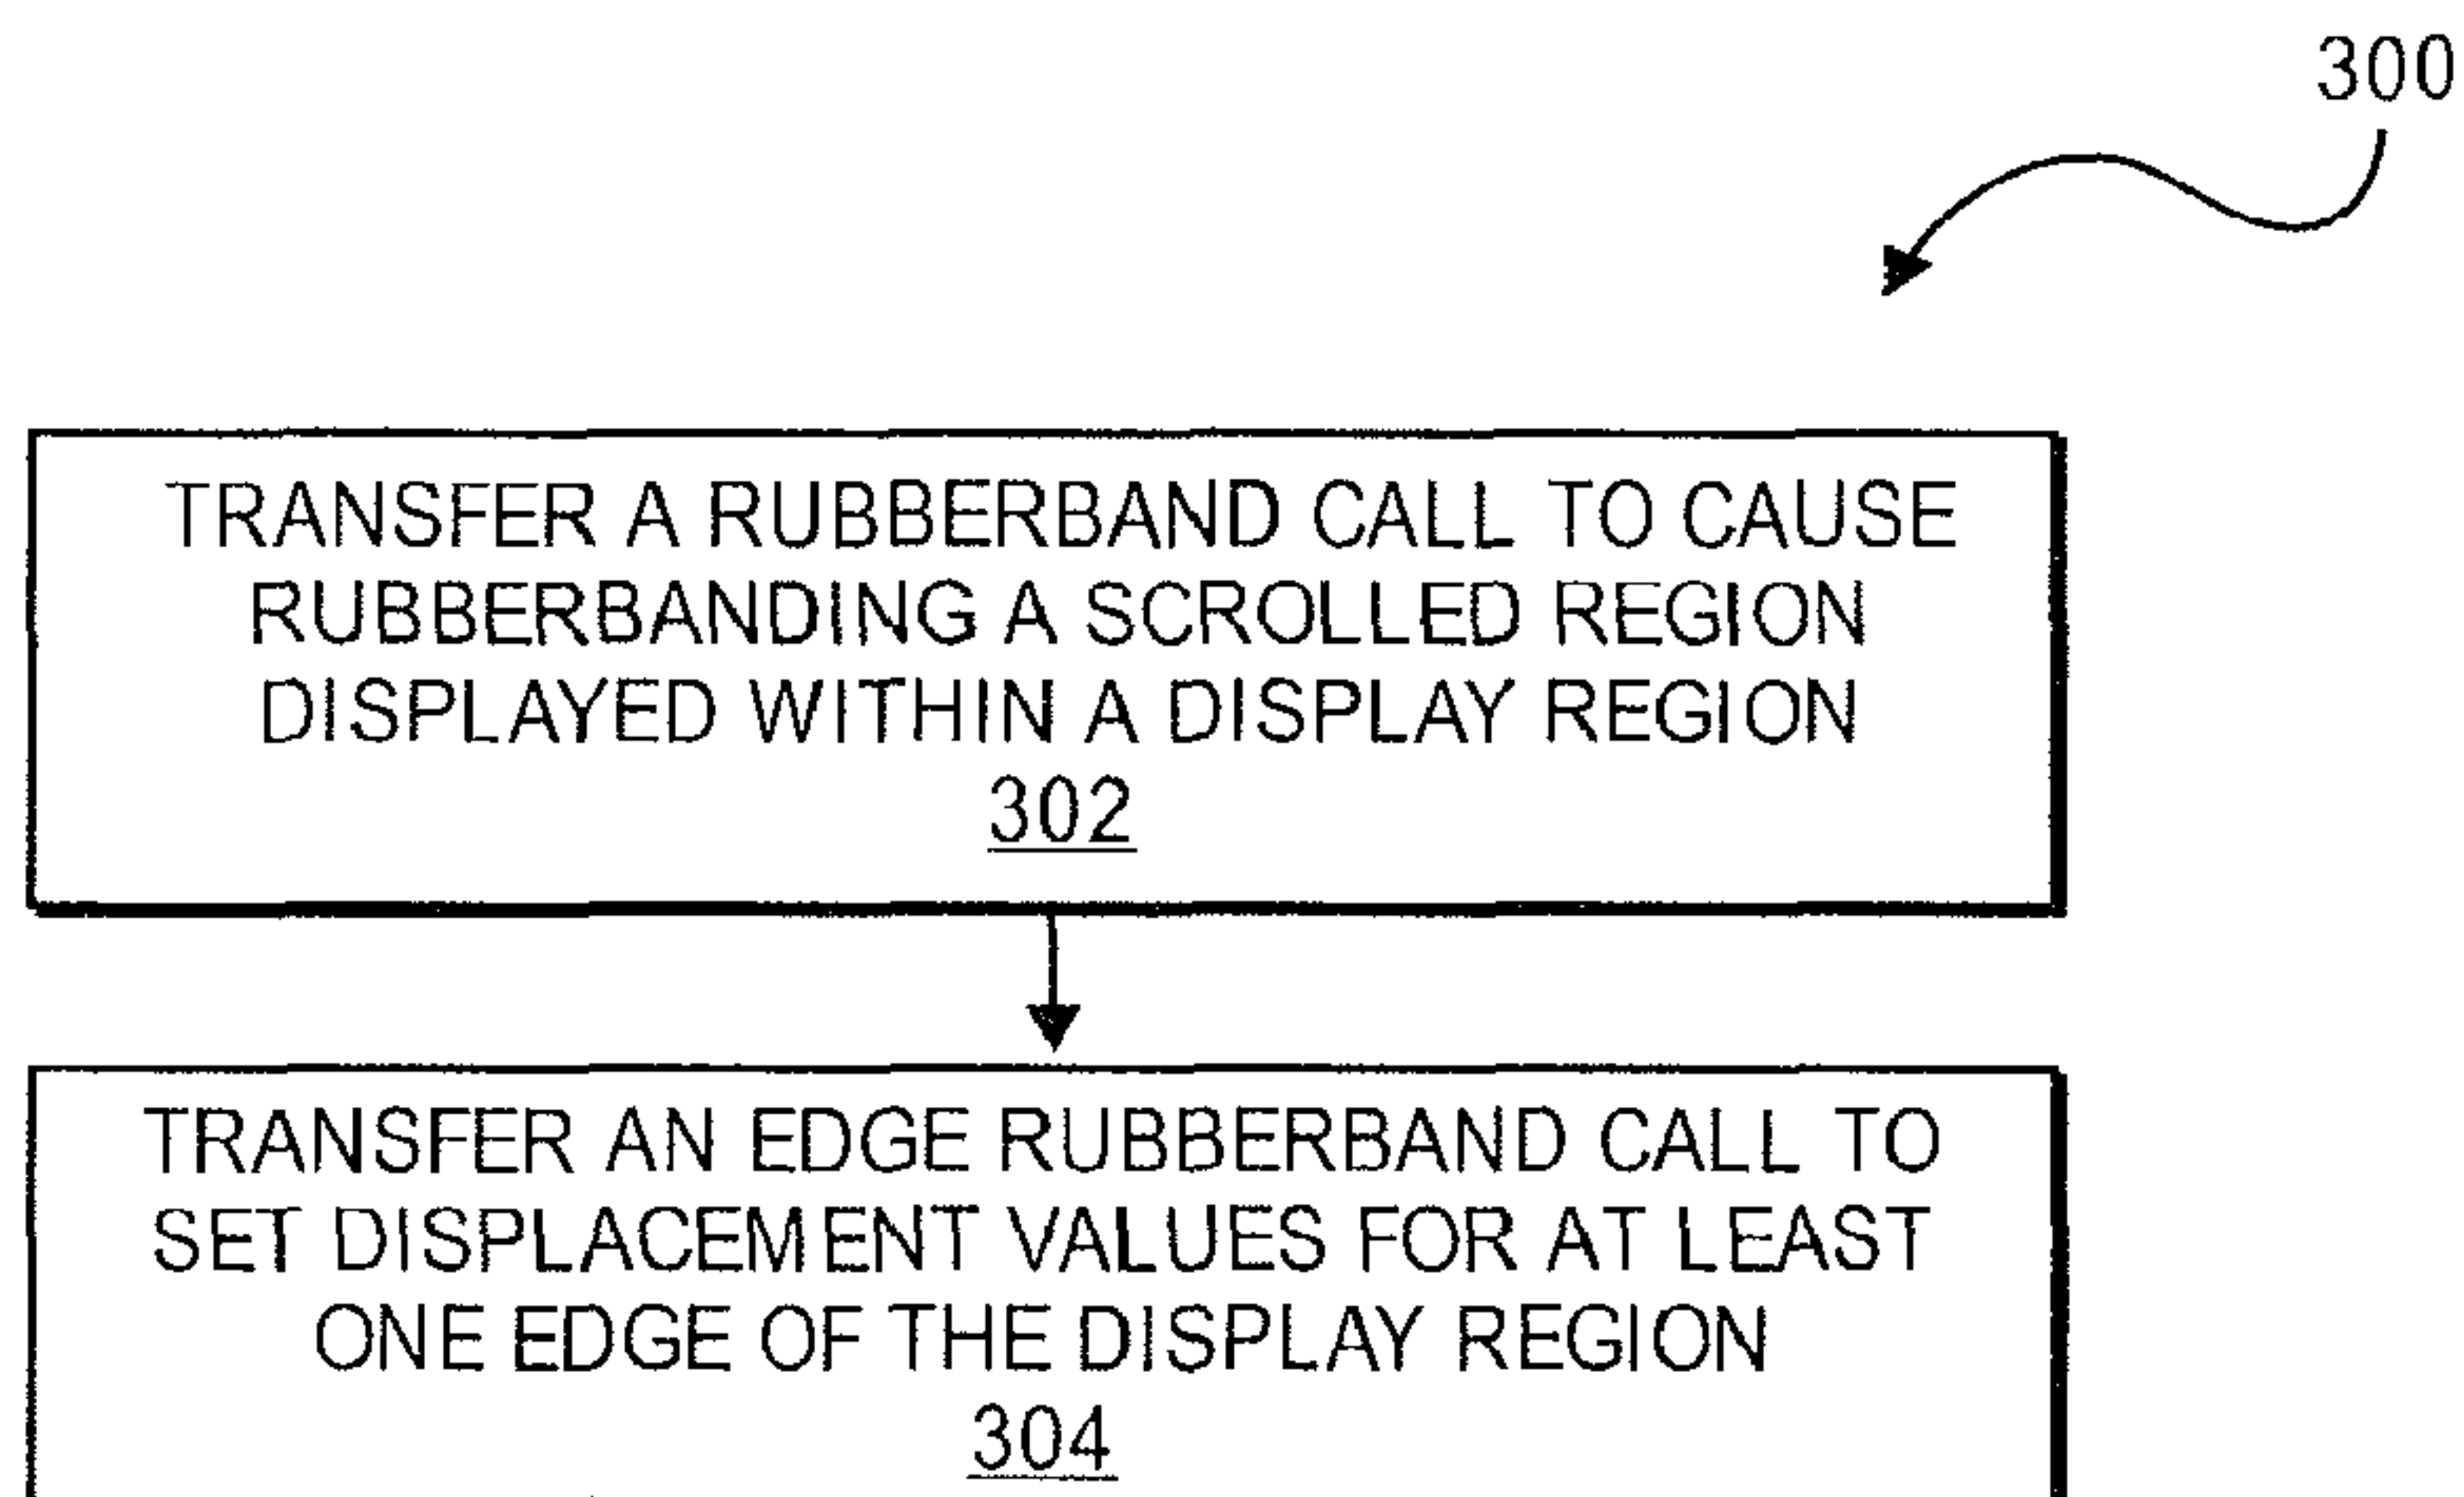 300
TRANSFER A RUBBERBAND CALL TO CAUSE
RUBBERBANDING A SCROLLED REGION
DISPLAYED WITHIN A DISPLAY REGION
302
TRANSFER AN EDGE RUBBERBAND CALL TO
SET DISPLACEMENT VALUES FOR AT LEAST
ONE EDGE OF THE DISPLAY REGION
304